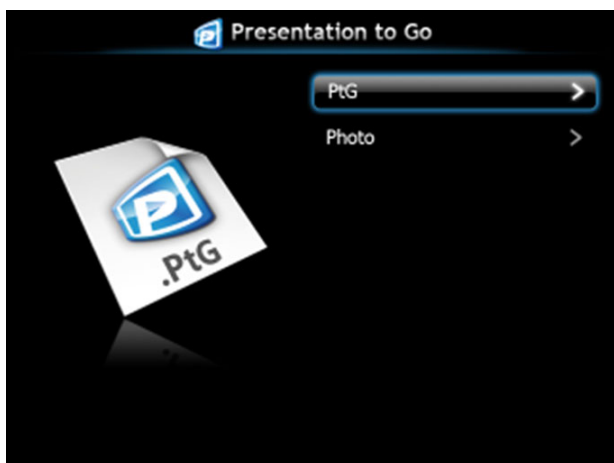 Presentation to Go
PtG >
Photo >
P
.PtG